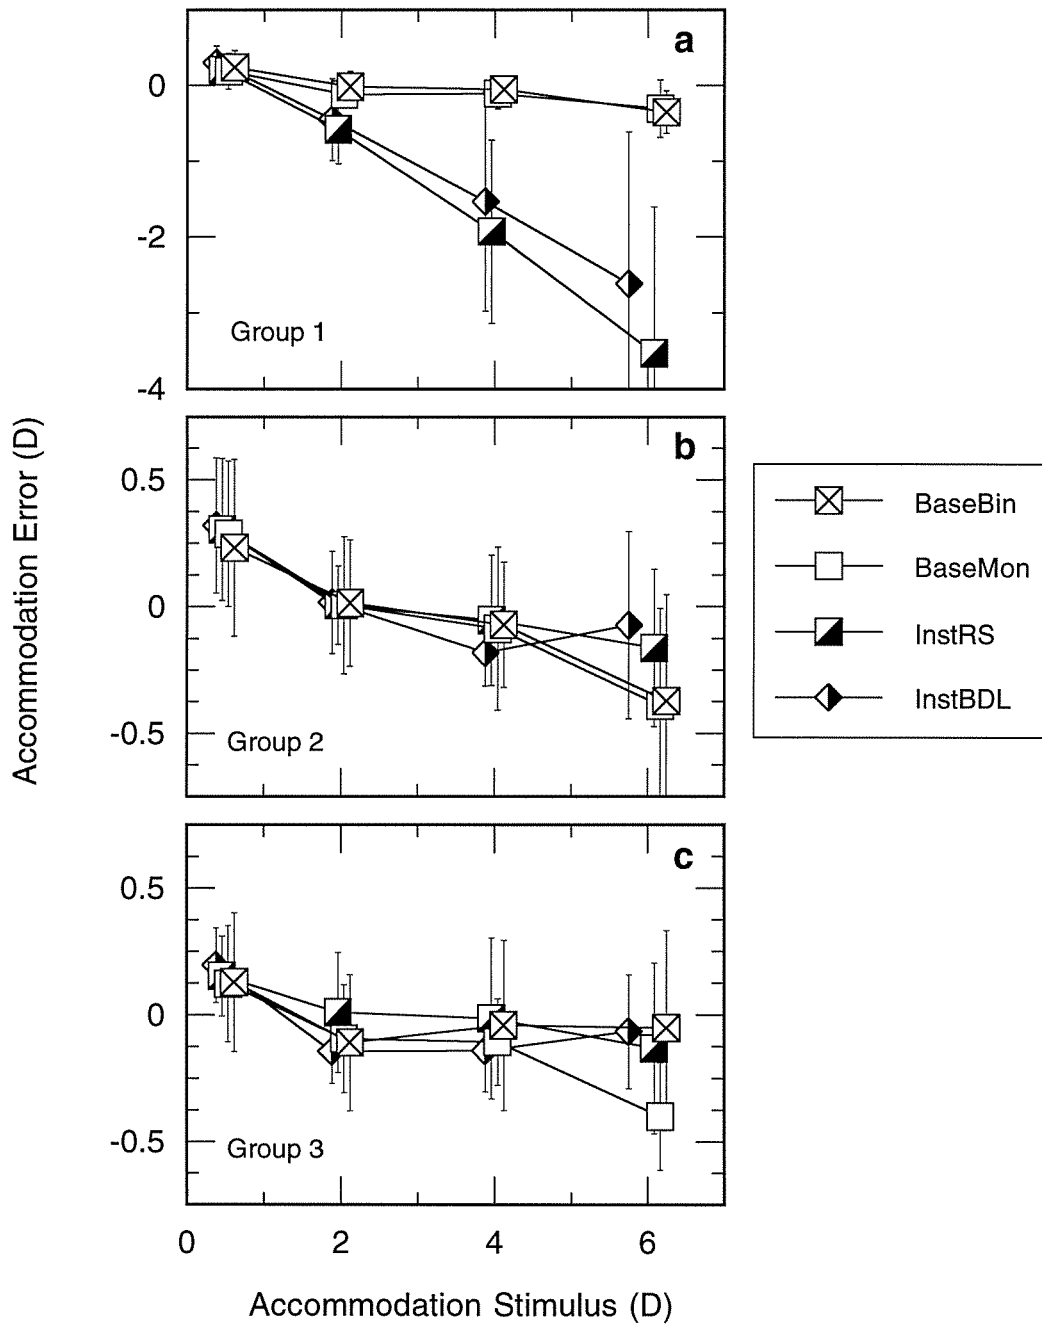 a
0
-2
-4
Group 1
Accommodation Error (D)
b
0.5
0
-0.5
Group 2
BaseBin
BaseMon
InstRS
InstBDL
c
0.5
0
-0.5
Group 3
0 2 4 6
Accommodation Stimulus (D)